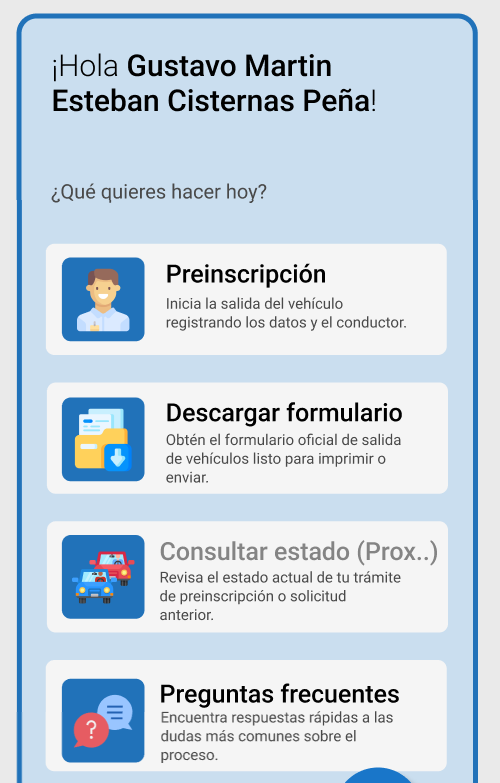 ¡Hola Gustavo Martin
Esteban Cisternas Peña!
¿Qué quieres hacer hoy?
Preinscripción
Inicia la salida del vehículo
registrando los datos y el conductor.
Descargar formulario
Obtén el formulario oficial de salida
de vehículos listo para imprimir o
enviar.
Consultar estado (Prox..)
Revisa el estado actual de tu trámite
de preinscripción o solicitud
anterior.
Preguntas frecuentes
Encuentra respuestas rápidas a las
dudas más comunes sobre el
proceso.